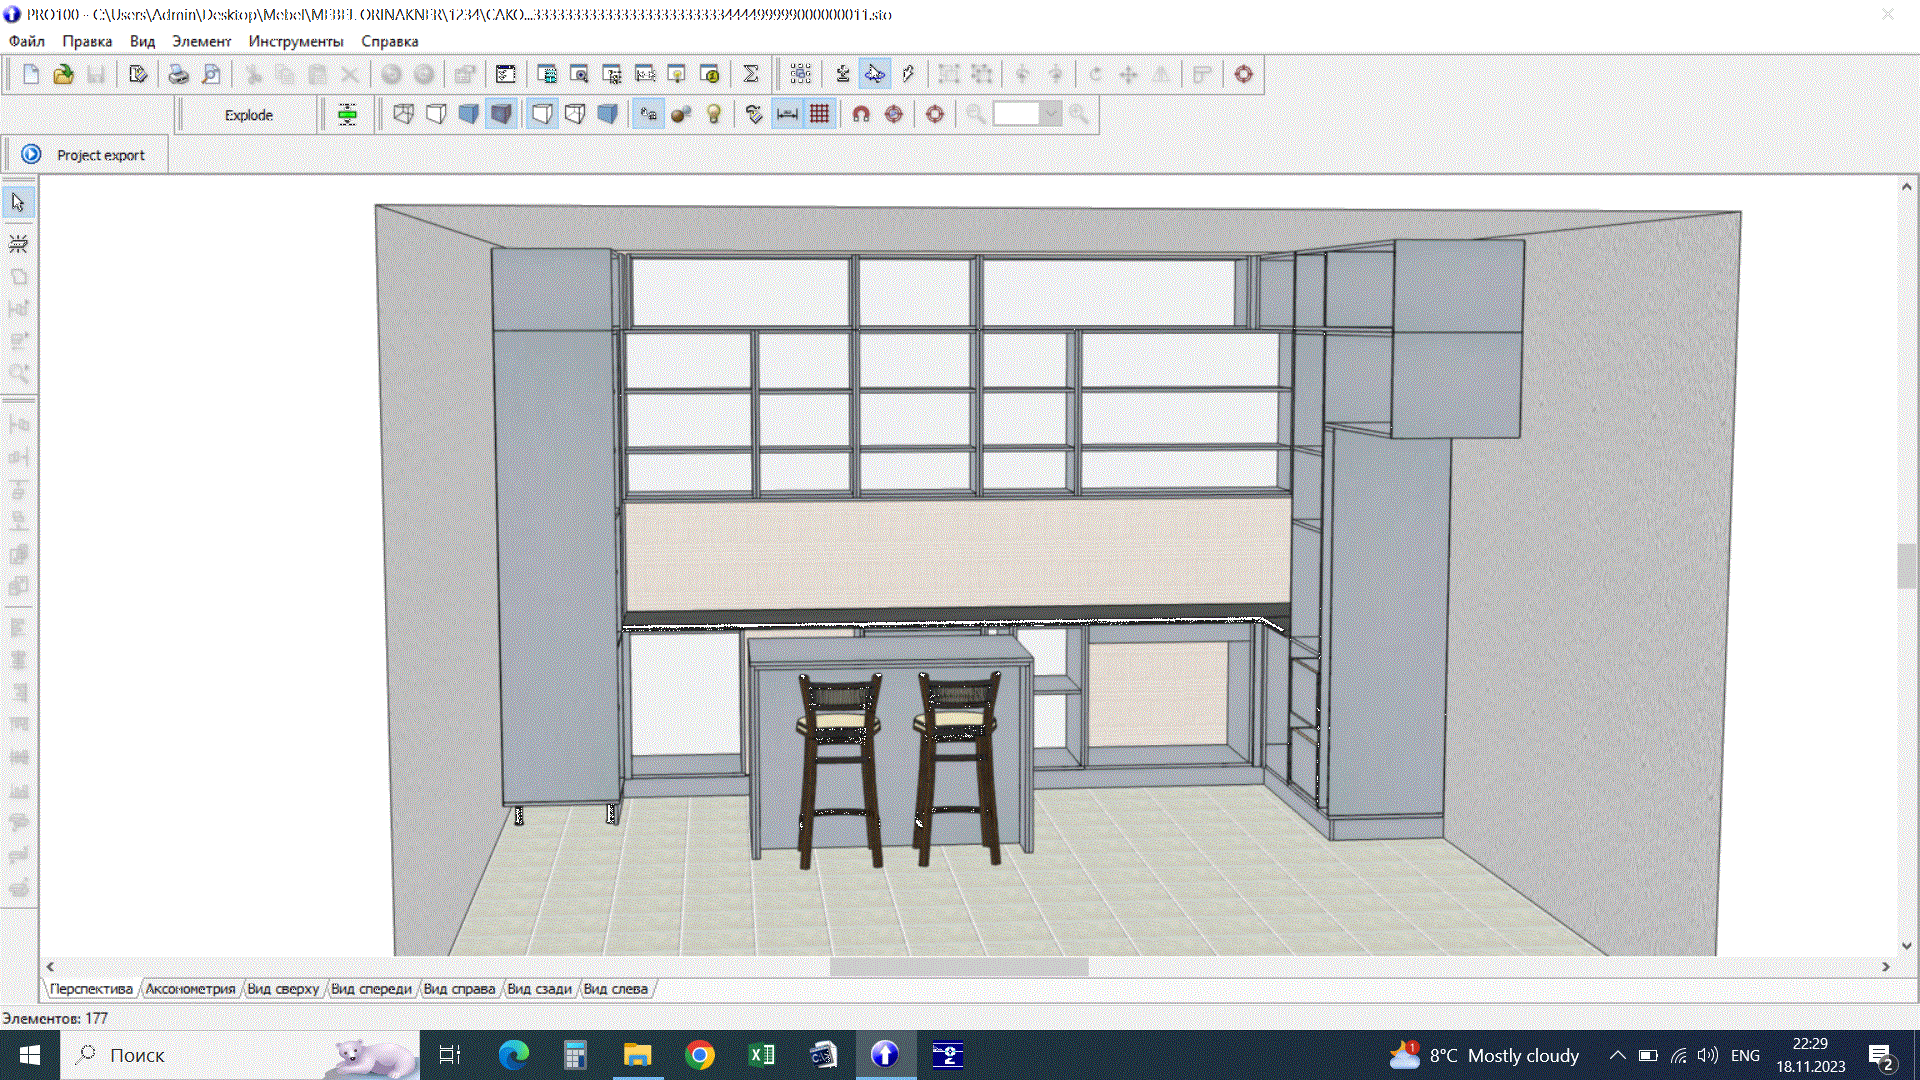 PRO100 - C:\Users\Admin\Desktop\Mebel\MEBEL ORINAKNER\1234\CAKO...
Файл Правка Вид Элемент Инструменты Справка
Explode
Project export
Перспектива Аксонометрия Вид сверху Вид спереди Вид справа Вид сзади Вид слева
Элементов: 177
Поиск
1 8°C Mostly cloudy ENG 22:29 18.11.2023 2